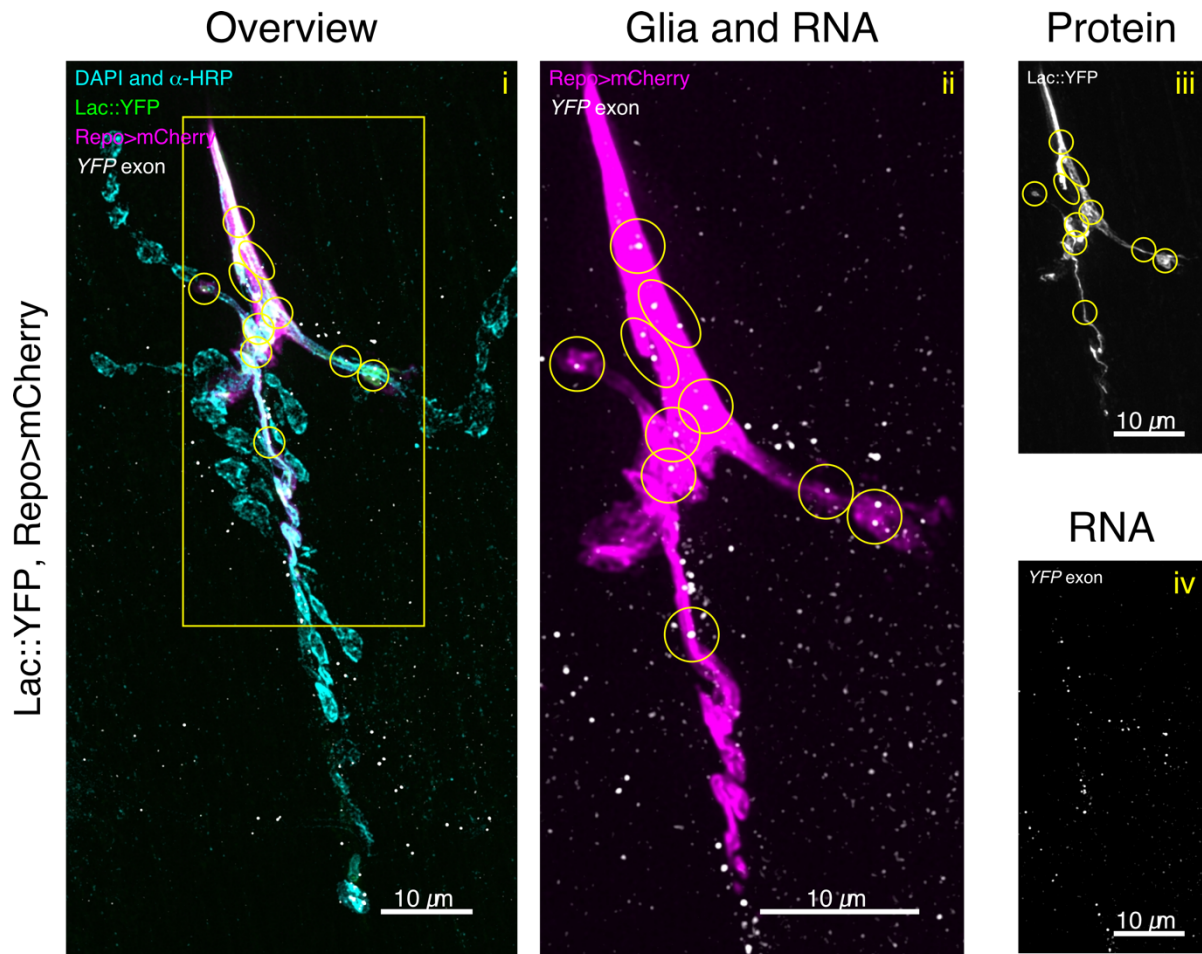 Overview
Glia and RNA
Protein
Lac::YFP, Repo>mCherry
DAPI and α-HRP
Lac::YFP
Repo>mCherry
YFP exon
i
10 µm
Repo>mCherry
YFP exon
ii
10 µm
Lac::YFP
iii
10 µm
RNA
YFP exon
iv
10 µm